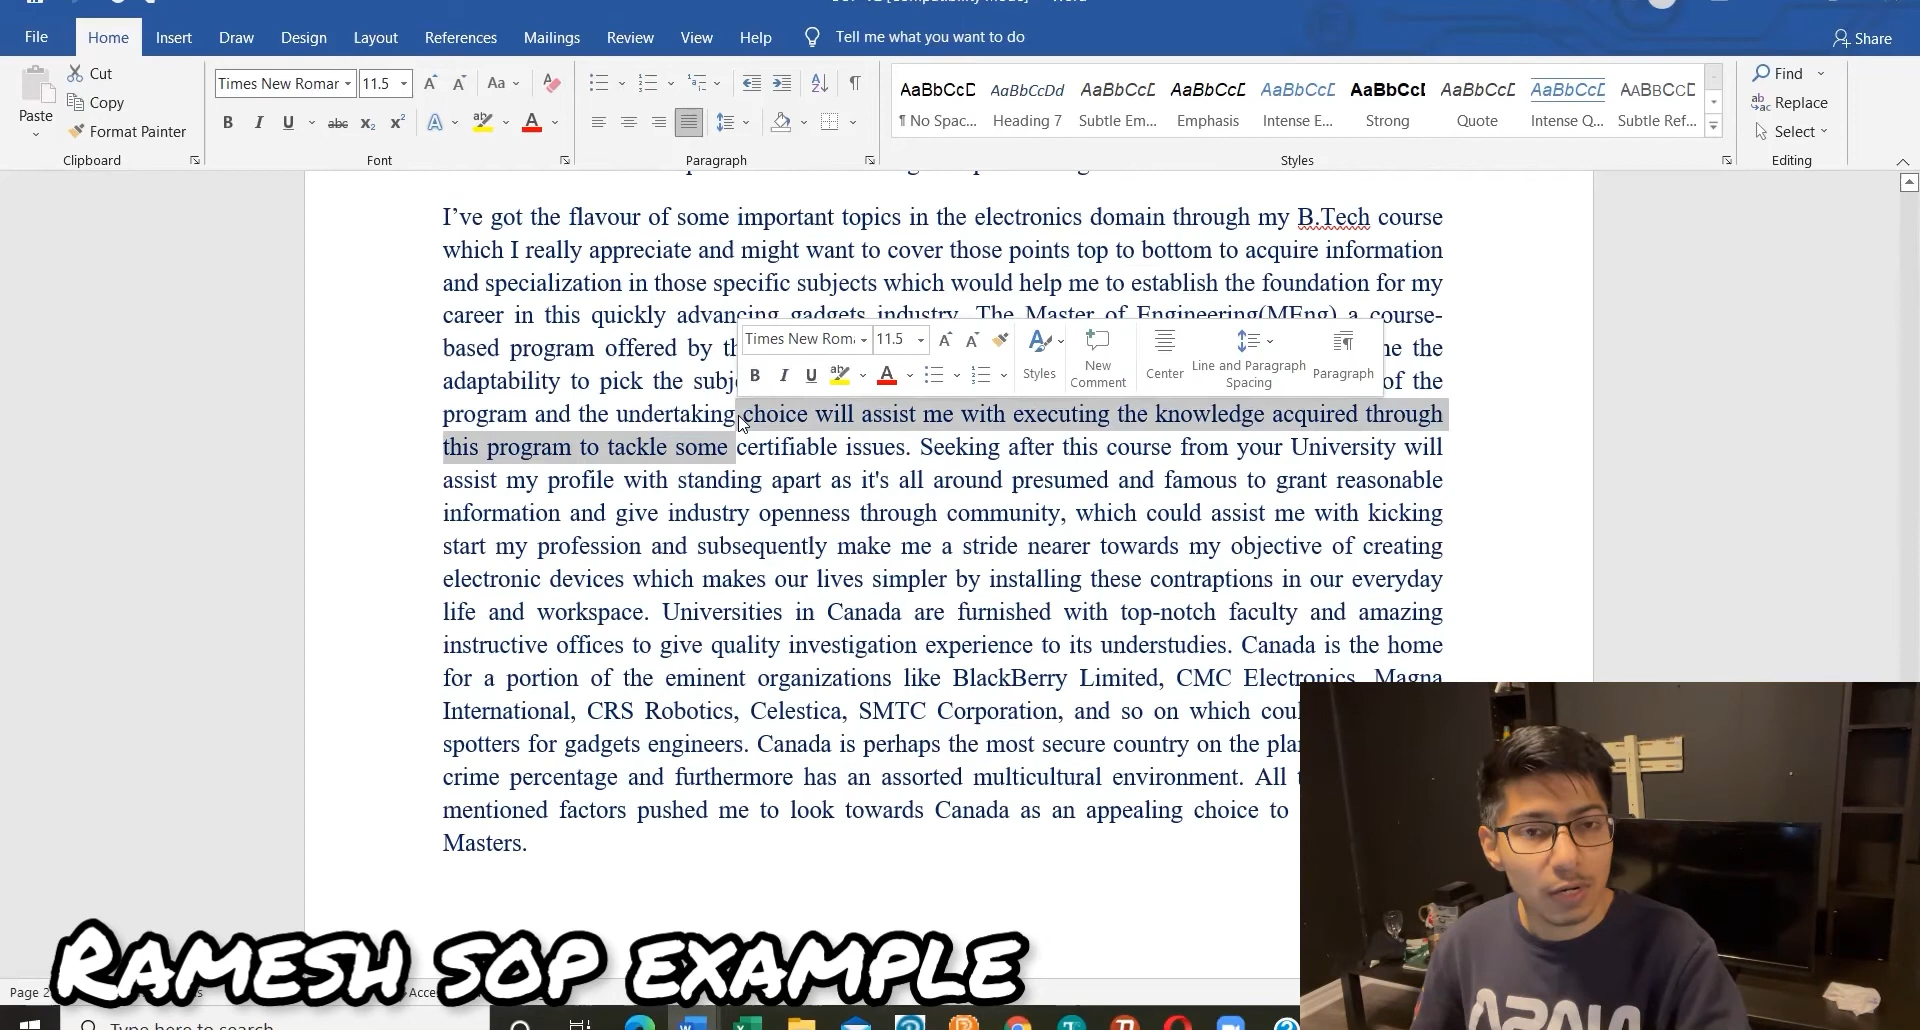 File Home Insert Draw Design Layout References Mailings Review View Help Tell me what you want to do Share
Cut
Copy
Format Painter
Paste
Clipboard
Times New Romar 11.5
Font
Paragraph
AaBbCcD AaBbCcDd AaBbCcE AaBbCcE AaBbCcE AaBbCcI AaBbCcE AaBbCcE AABBCCD
¶ No Spac... Heading 7 Subtle Em... Emphasis Intense E... Strong Quote Intense Q... Subtle Ref...
Styles
Find
Replace
Select
Editing
I've got the flavour of some important topics in the electronics domain through my B.Tech course
which I really appreciate and might want to cover those points top to bottom to acquire information
and specialization in those specific subjects which would help me to establish the foundation for my
career in this quickly advancing gadgets industry. The Master of Engineering(MEng) a course-
based program offered by th
adaptability to pick the subj
of the
Times New Roma 11.5
Styles
New Comment
Center
Line and Paragraph Spacing
Paragraph
program and the undertaking choice will assist me with executing the knowledge acquired through
this program to tackle some certifiable issues. Seeking after this course from your University will
assist my profile with standing apart as it's all around presumed and famous to grant reasonable
information and give industry openness through community, which could assist me with kicking
start my profession and subsequently make me a stride nearer towards my objective of creating
electronic devices which makes our lives simpler by installing these contraptions in our everyday
life and workspace. Universities in Canada are furnished with top-notch faculty and amazing
instructive offices to give quality investigation experience to its understudies. Canada is the home
for a portion of the eminent organizations like BlackBerry Limited, CMC Electronics, Magna
International, CRS Robotics, Celestica, SMTC Corporation, and so on which coul
spotters for gadgets engineers. Canada is perhaps the most secure country on the plan
crime percentage and furthermore has an assorted multicultural environment. All t
mentioned factors pushed me to look towards Canada as an appealing choice to
Masters.
RAMESH SOP EXAMPLE
Page 2
Type here to search